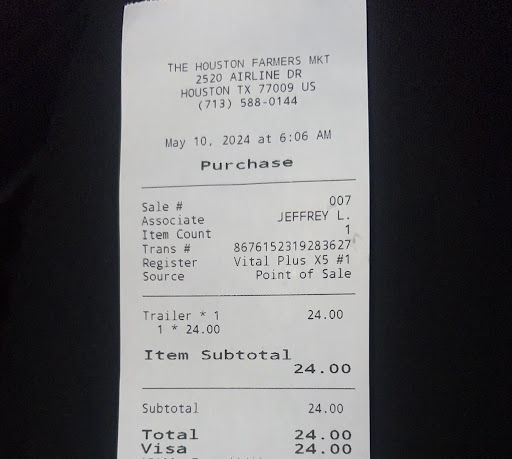 THE HOUSTON FARMERS MKT
2520 AIRLINE DR
HOUSTON TX 77009 US
(713) 588-0144
May 10, 2024 at 6:06 AM
Purchase
Sale # 007
Associate JEFFREY L.
Item Count 1
Trans # 8676152319283627
Register Vital Plus X5 #1
Source Point of Sale
Trailer * 1 24.00
1 * 24.00
Item Subtotal
24.00
Subtotal 24.00
Total 24.00
Visa 24.00